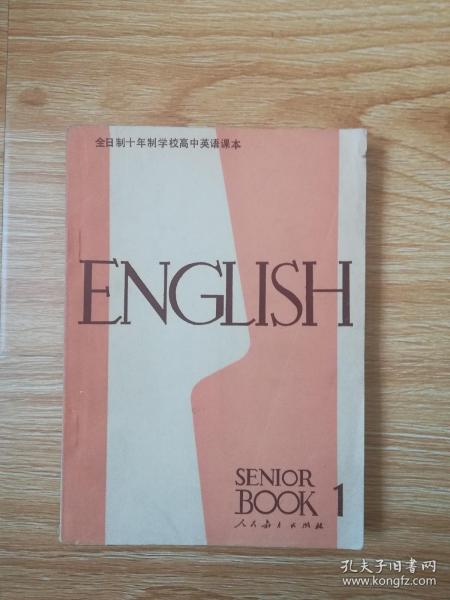 全日制十年制学校高中英语课本
ENGLISH
SENIOR
BOOK 1
人民教育出版社
孔夫子旧书网
www.kongfz.com